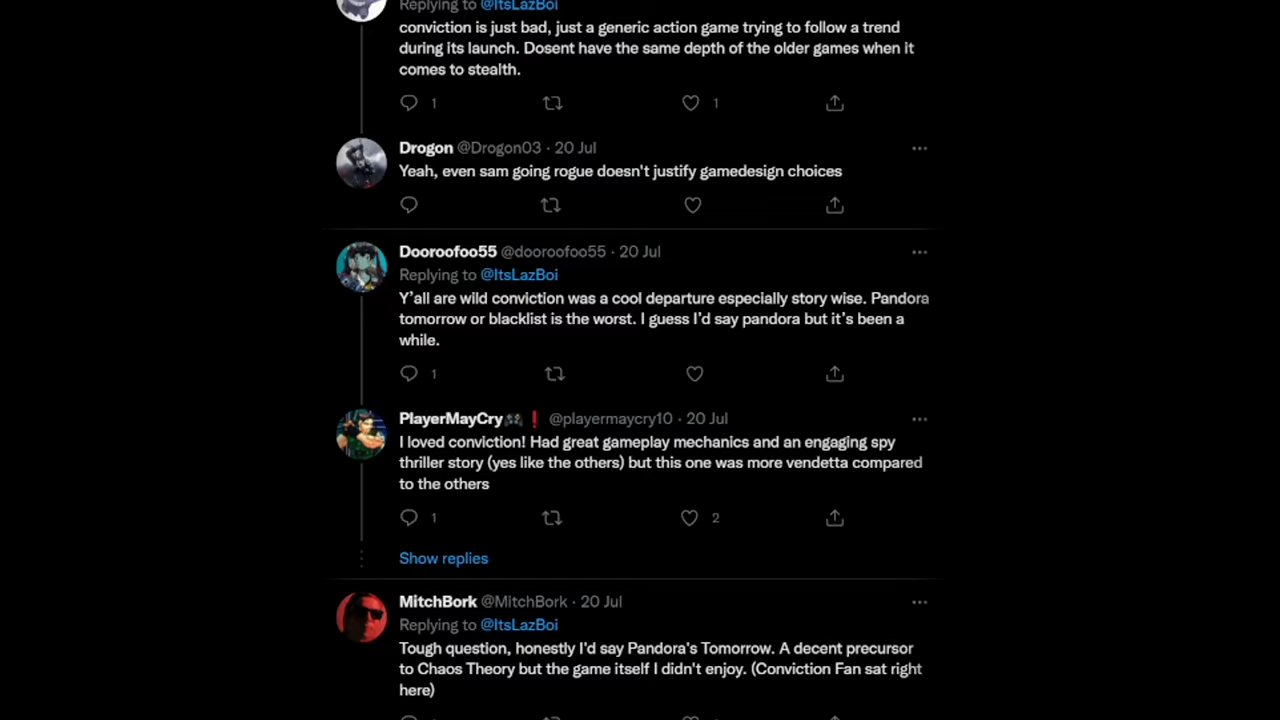 Replying to @ItsLazBoi
conviction is just bad, just a generic action game trying to follow a trend
during its launch. Dosent have the same depth of the older games when it
comes to stealth.
1 1
Drogon @Drogon03 · 20 Jul
Yeah, even sam going rogue doesn't justify gamedesign choices
Dooroofoo55 @dooroofoo55 · 20 Jul
Replying to @ItsLazBoi
Y'all are wild conviction was a cool departure especially story wise. Pandora
tomorrow or blacklist is the worst. I guess I'd say pandora but it's been a
while.
1
PlayerMayCry🎮❗ @playermaycry10 · 20 Jul
I loved conviction! Had great gameplay mechanics and an engaging spy
thriller story (yes like the others) but this one was more vendetta compared
to the others
1 2
Show replies
MitchBork @MitchBork · 20 Jul
Replying to @ItsLazBoi
Tough question, honestly I'd say Pandora's Tomorrow. A decent precursor
to Chaos Theory but the game itself I didn't enjoy. (Conviction Fan sat right
here)